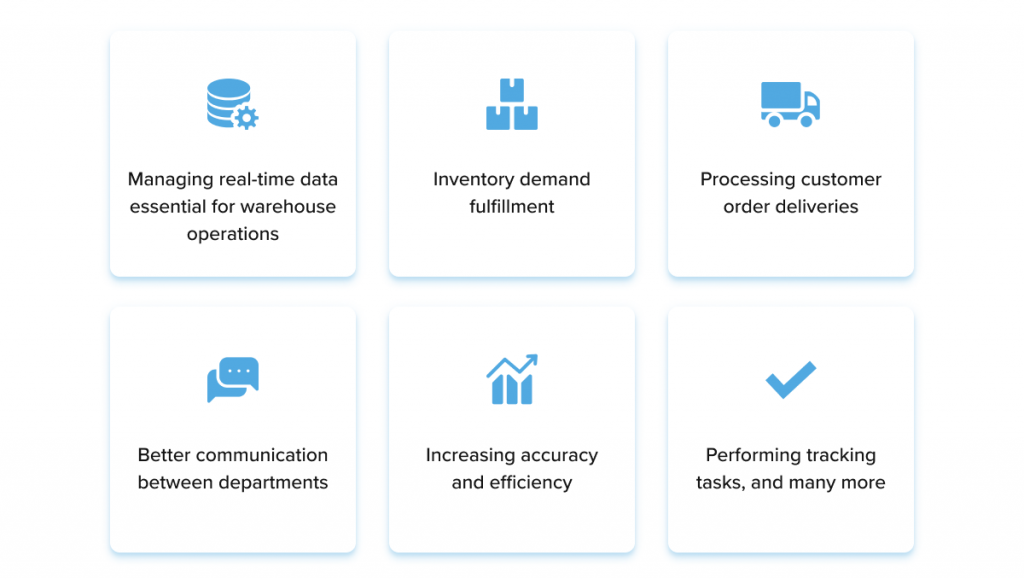 Managing real-time data
essential for warehouse
operations
Inventory demand
fulfillment
Processing customer
order deliveries
Better communication
between departments
Increasing accuracy
and efficiency
Performing tracking
tasks, and many more